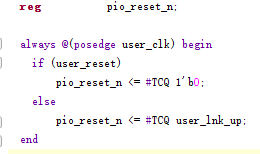 reg pio_reset_n;
always @(posedge user_clk) begin
if (user_reset)
pio_reset_n <= #TCQ 1'b0;
else
pio_reset_n <= #TCQ user_lnk_up;
end